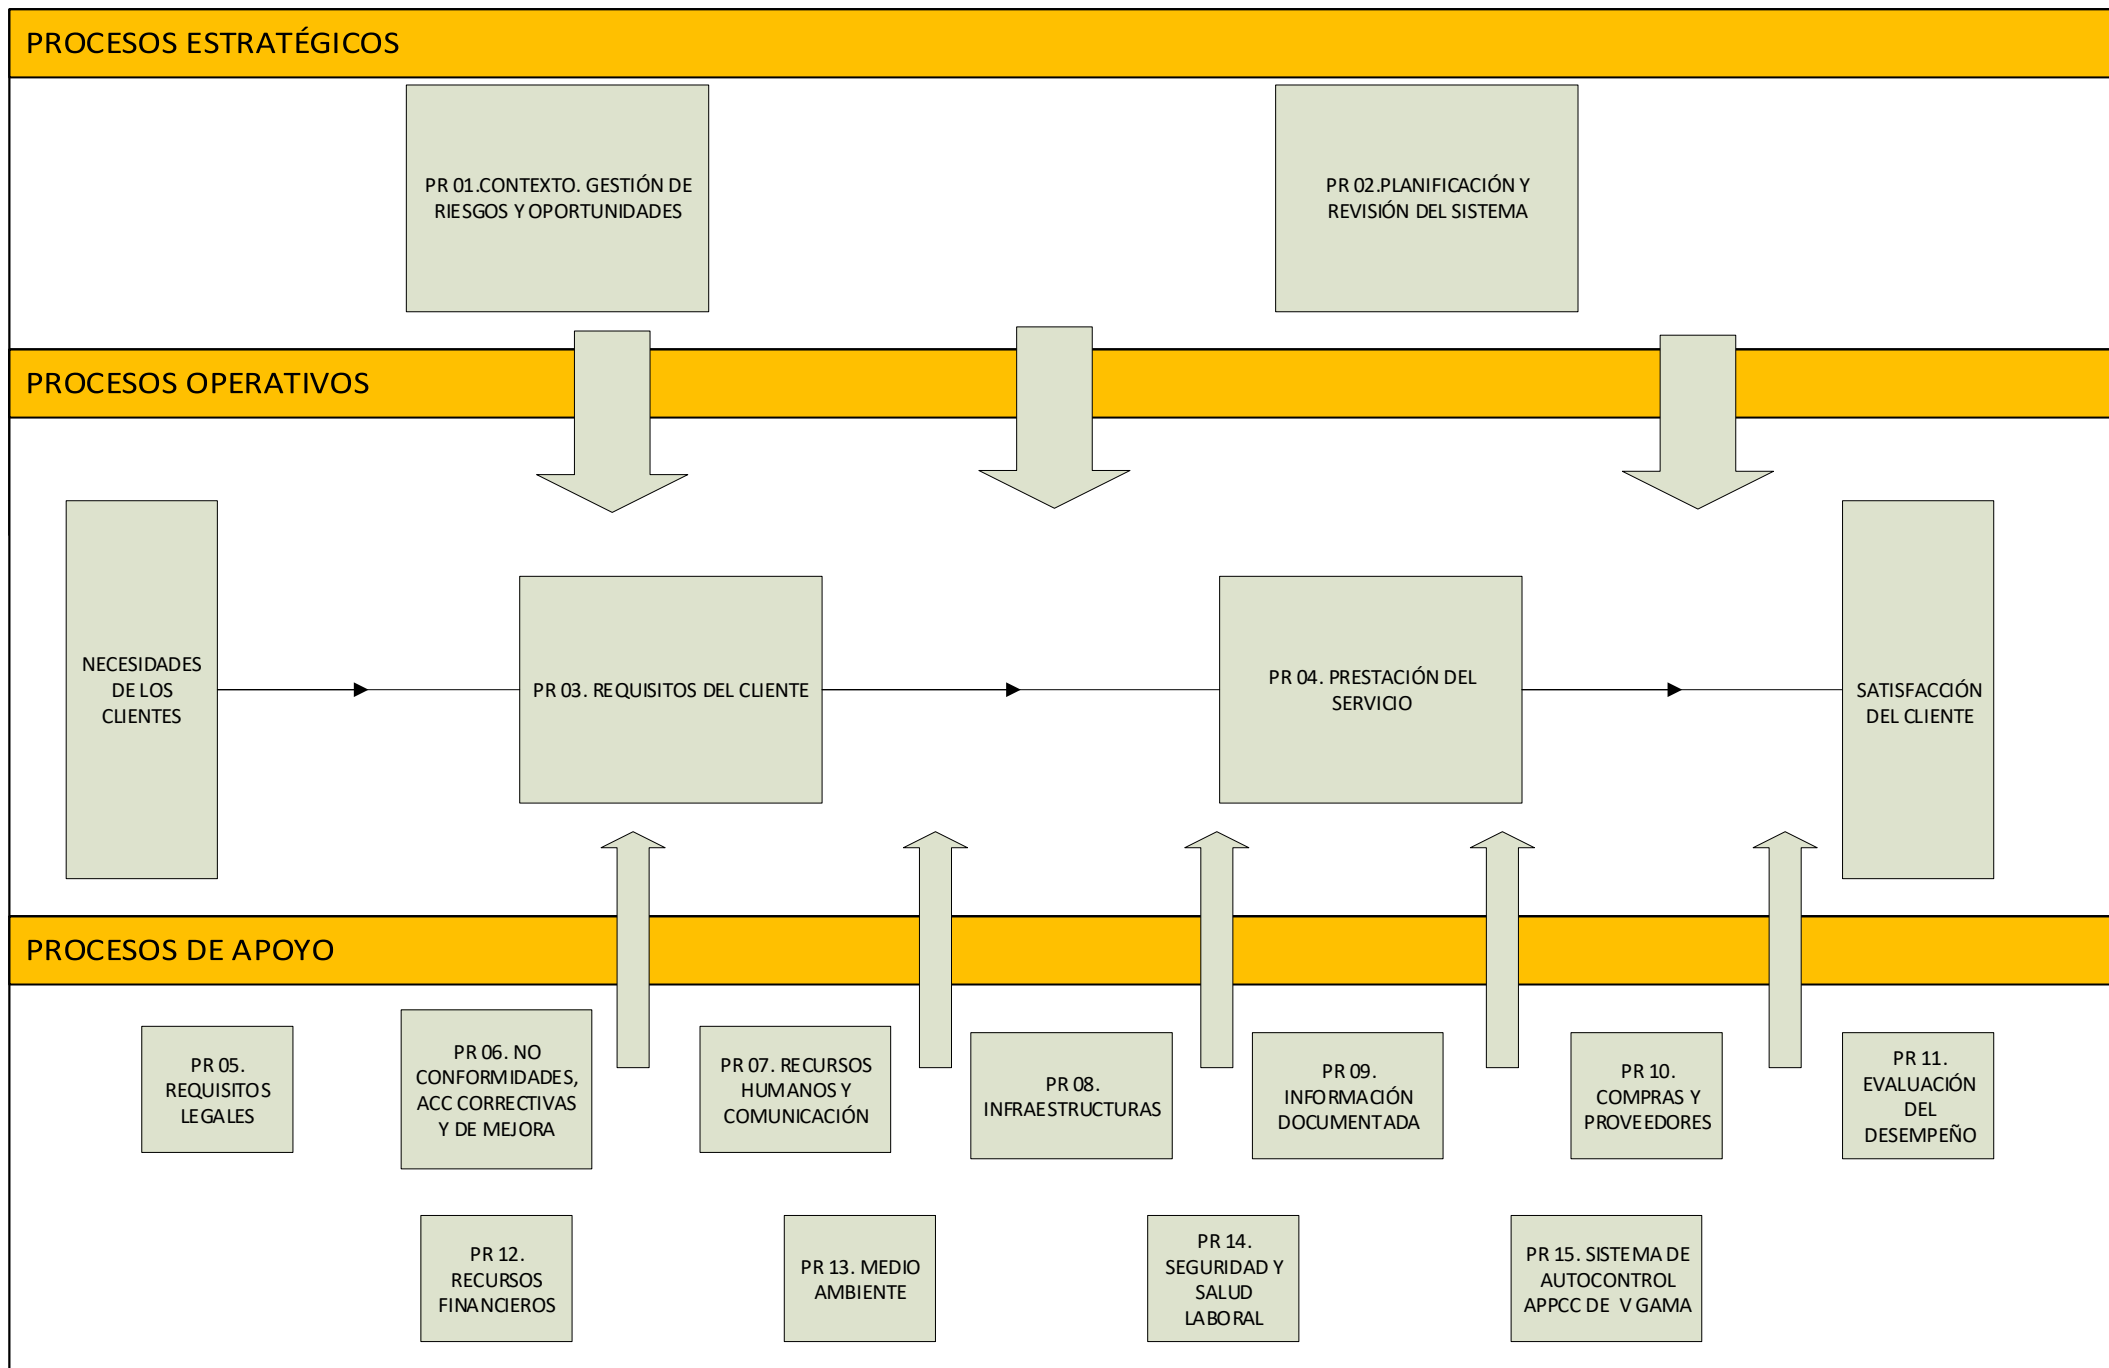 PROCESOS ESTRATÉGICOS
PR 01.CONTEXTO. GESTIÓN DE
RIESGOS Y OPORTUNIDADES
PR 02.PLANIFICACIÓN Y
REVISIÓN DEL SISTEMA
PROCESOS OPERATIVOS
NECESIDADES
DE LOS
CLIENTES
PR 03. REQUISITOS DEL CLIENTE
PR 04. PRESTACIÓN DEL
SERVICIO
SATISFACCIÓN
DEL CLIENTE
PROCESOS DE APOYO
PR 05.
REQUISITOS
LEGALES
PR 06. NO
CONFORMIDADES,
ACC CORRECTIVAS
Y DE MEJORA
PR 07. RECURSOS
HUMANOS Y
COMUNICACIÓN
PR 08.
INFRAESTRUCTURAS
PR 09.
INFORMACIÓN
DOCUMENTADA
PR 10.
COMPRAS Y
PROVEEDORES
PR 11.
EVALUACIÓN
DEL
DESEMPEÑO
PR 12.
RECURSOS
FINANCIEROS
PR 13. MEDIO
AMBIENTE
PR 14.
SEGURIDAD Y
SALUD
LABORAL
PR 15. SISTEMA DE
AUTOCONTROL
APPCC DE V GAMA